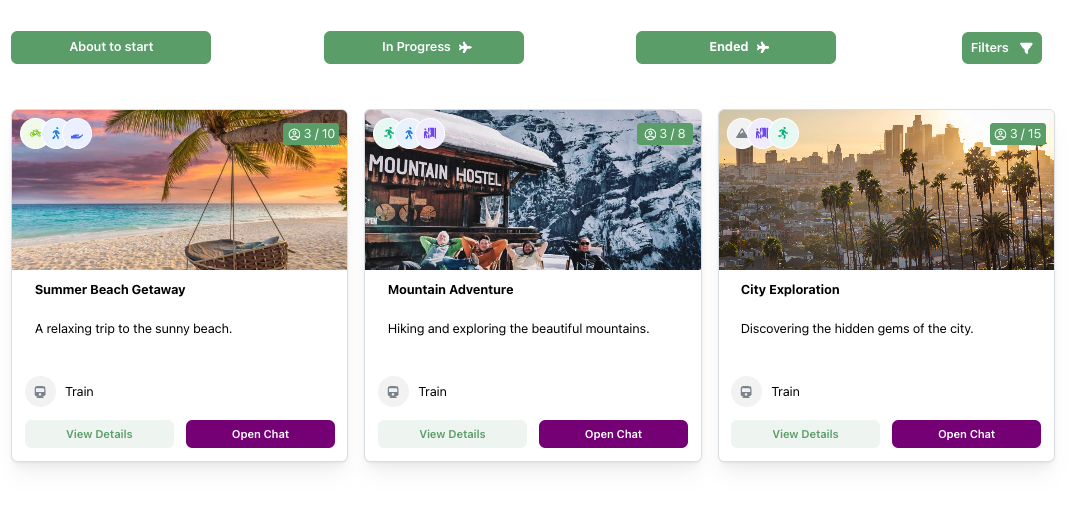 About to start
In Progress
Ended
Filters
3 / 10
MOUNTAIN HOSTEL
OPEN
3 / 8
3 / 15
Summer Beach Getaway
Mountain Adventure
City Exploration
A relaxing trip to the sunny beach.
Hiking and exploring the beautiful mountains.
Discovering the hidden gems of the city.
Train
Train
Train
View Details
Open Chat
View Details
Open Chat
View Details
Open Chat